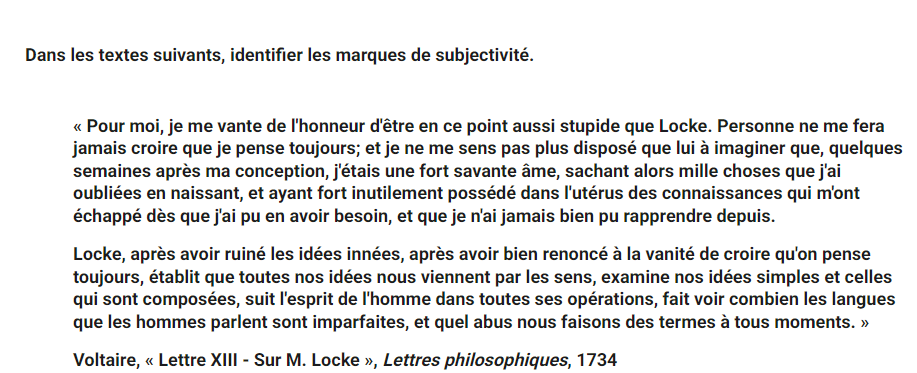 Dans les textes suivants, identifier les marques de subjectivité.
« Pour moi, je me vante de l'honneur d'être en ce point aussi stupide que Locke. Personne ne me fera
jamais croire que je pense toujours; et je ne me sens pas plus disposé que lui à imaginer que, quelques
semaines après ma conception, j'étais une fort savante âme, sachant alors mille choses que j'ai
oubliées en naissant, et ayant fort inutilement possédé dans l'utérus des connaissances qui m'ont
échappé dès que j'ai pu en avoir besoin, et que je n'ai jamais bien pu rapprendre depuis.
Locke, après avoir ruiné les idées innées, après avoir bien renoncé à la vanité de croire qu'on pense
toujours, établit que toutes nos idées nous viennent par les sens, examine nos idées simples et celles
qui sont composées, suit l'esprit de l'homme dans toutes ses opérations, fait voir combien les langues
que les hommes parlent sont imparfaites, et quel abus nous faisons des termes à tous moments. »
Voltaire, « Lettre XIII - Sur M. Locke », Lettres philosophiques, 1734